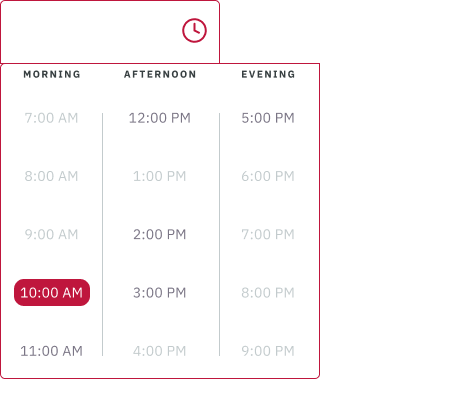 MORNING AFTERNOON EVENING
7:00 AM 12:00 PM 5:00 PM
8:00 AM 1:00 PM 6:00 PM
9:00 AM 2:00 PM 7:00 PM
10:00 AM 3:00 PM 8:00 PM
11:00 AM 4:00 PM 9:00 PM